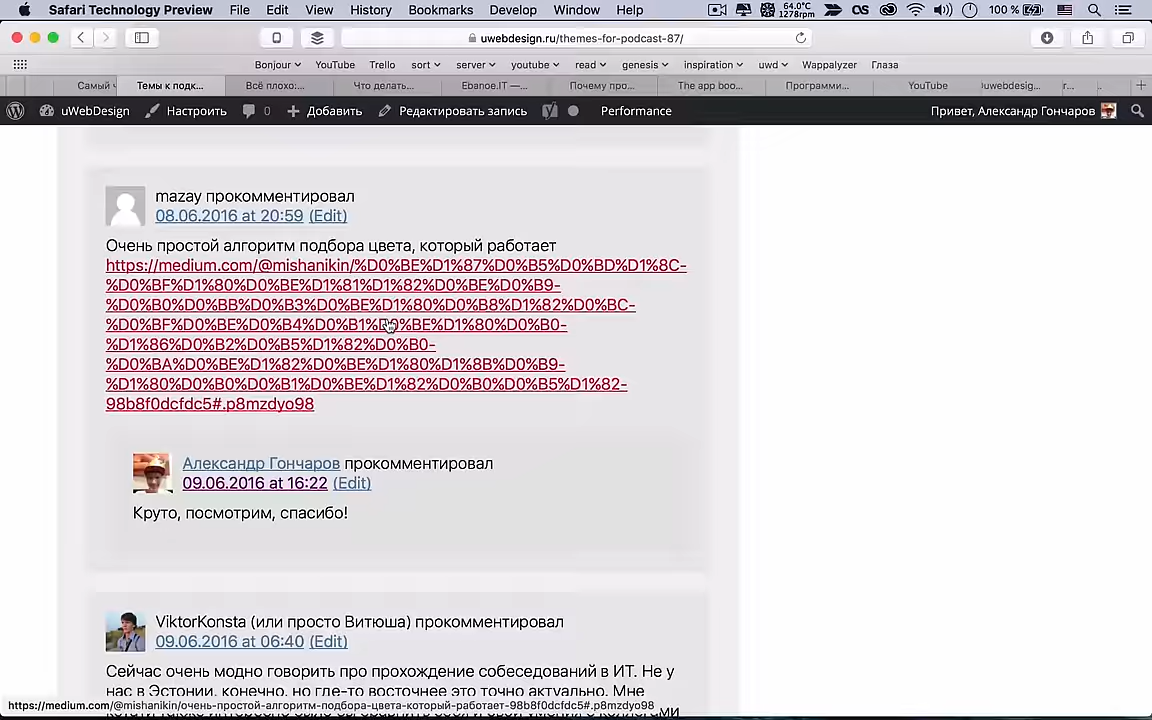 Safari Technology Preview File Edit View History Bookmarks Develop Window Help 64.0°C 1278rpm 100 %
uwebdesign.ru/themes-for-podcast-87/
Bonjour YouTube Trello sort server youtube read genesis inspiration uwd Wappalyzer Глаза
Самый Темы к подк... Всё плохо:... Что делать... Ebanoe.IT —... Почему про... The app boo... Программи... YouTube uwebdesig...
uWebDesign Настроить 0 Добавить Редактировать запись Performance Привет, Александр Гончаров
mazay прокомментировал
08.06.2016 at 20:59 (Edit)
Очень простой алгоритм подбора цвета, который работает
https://medium.com/@mishanikin/%D0%BE%D1%87%D0%B5%D0%BD%D1%8C-
%D0%BF%D1%80%D0%BE%D1%81%D1%82%D0%BE%D0%B9-
%D0%B0%D0%BB%D0%B3%D0%BE%D1%80%D0%B8%D1%82%D0%BC-
%D0%BF%D0%BE%D0%B4%D0%B1%D0%BE%D1%80%D0%B0-
%D1%86%D0%B2%D0%B5%D1%82%D0%B0-
%D0%BA%D0%BE%D1%82%D0%BE%D1%80%D1%8B%D0%B9-
%D1%80%D0%B0%D0%B1%D0%BE%D1%82%D0%B0%D0%B5%D1%82-
98b8f0dcfdc5#.p8mzdyo98
Александр Гончаров прокомментировал
09.06.2016 at 16:22 (Edit)
Круто, посмотрим, спасибо!
ViktorKonsta (или просто Витюша) прокомментировал
09.06.2016 at 06:40 (Edit)
Сейчас очень модно говорить про прохождение собеседований в ИТ. Не у
нас в Эстонии, конечно, но где-то восточнее это точно актуально. Мне
https://medium.com/@mishanikin/очень-простой-алгоритм-подбора-цвета-который-работает-98b8f0dcfdc5#.p8mzdyo98